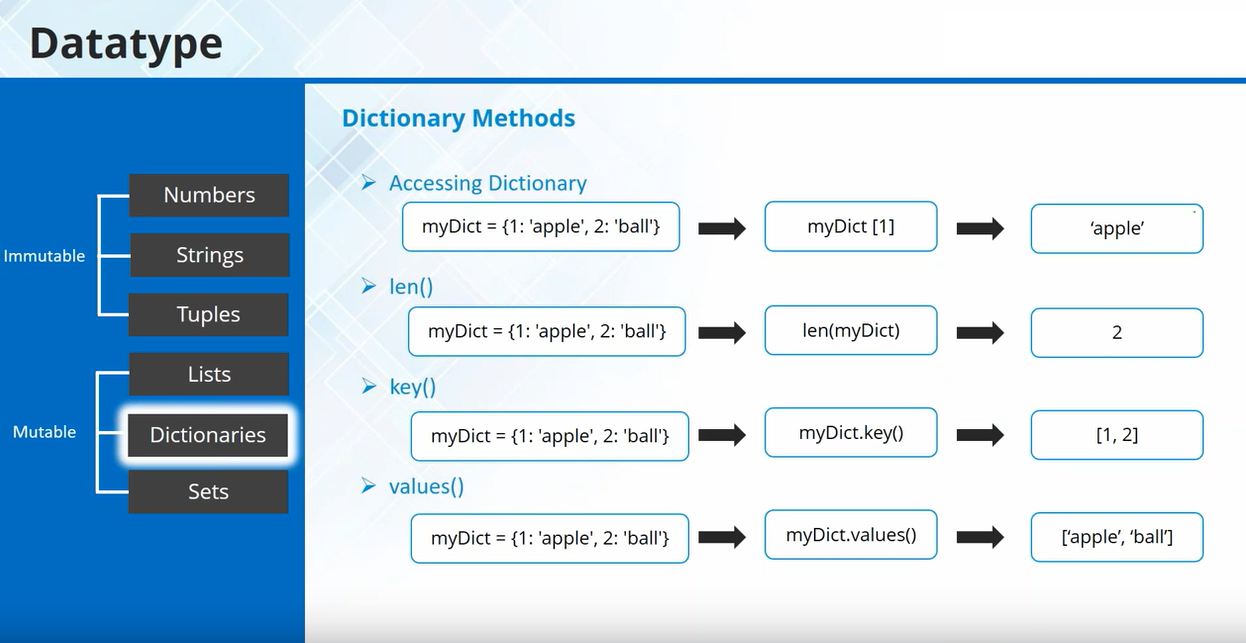 Datatype
Immutable
Numbers
Strings
Tuples
Mutable
Lists
Dictionaries
Sets
Dictionary Methods
➢ Accessing Dictionary
myDict = {1: 'apple', 2: 'ball'}
myDict [1]
‘apple’
➢ len()
myDict = {1: 'apple', 2: 'ball'}
len(myDict)
2
➢ key()
myDict = {1: 'apple', 2: 'ball'}
myDict.key()
[1, 2]
➢ values()
myDict = {1: 'apple', 2: 'ball'}
myDict.values()
[‘apple’, ‘ball’]